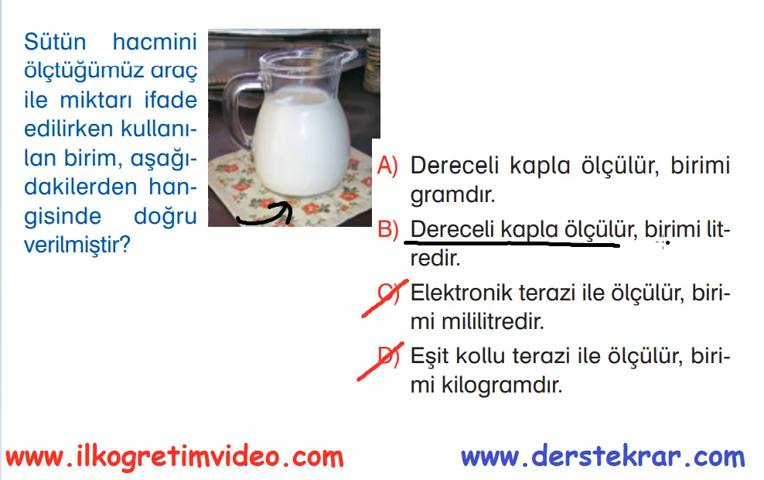 Sütün hacmini
ölçtüğümüz araç
ile miktarı ifade
edilirken kullanı-
lan birim, aşağı-
dakilerden han-
gisinde doğru
verilmiştir?
A) Dereceli kapla ölçülür, birimi
gramdır.
B) Dereceli kapla ölçülür, birimi lit-
redir.
C) Elektronik terazi ile ölçülür, biri-
mi mililitredir.
D) Eşit kollu terazi ile ölçülür, biri-
mi kilogramdır.
www.ilkogretimvideo.com
www.derstekrar.com